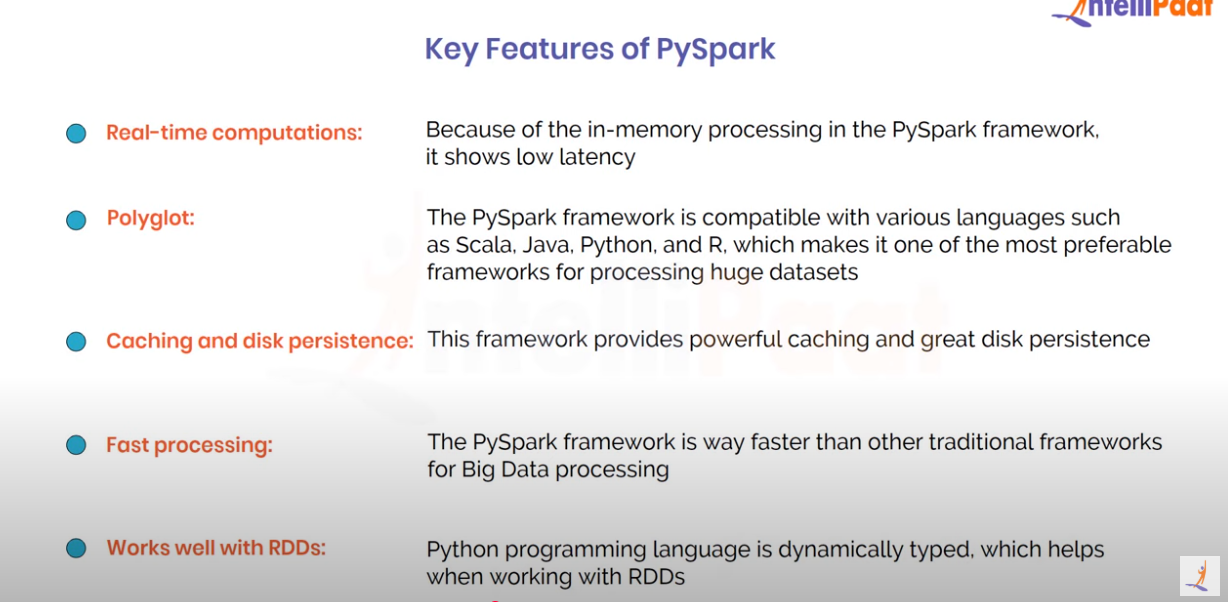 IntelliPaat
Key Features of PySpark
Real-time computations:
Because of the in-memory processing in the PySpark framework,
it shows low latency
Polyglot:
The PySpark framework is compatible with various languages such
as Scala, Java, Python, and R, which makes it one of the most preferable
frameworks for processing huge datasets
Caching and disk persistence:
This framework provides powerful caching and great disk persistence
Fast processing:
The PySpark framework is way faster than other traditional frameworks
for Big Data processing
Works well with RDDs:
Python programming language is dynamically typed, which helps
when working with RDDs